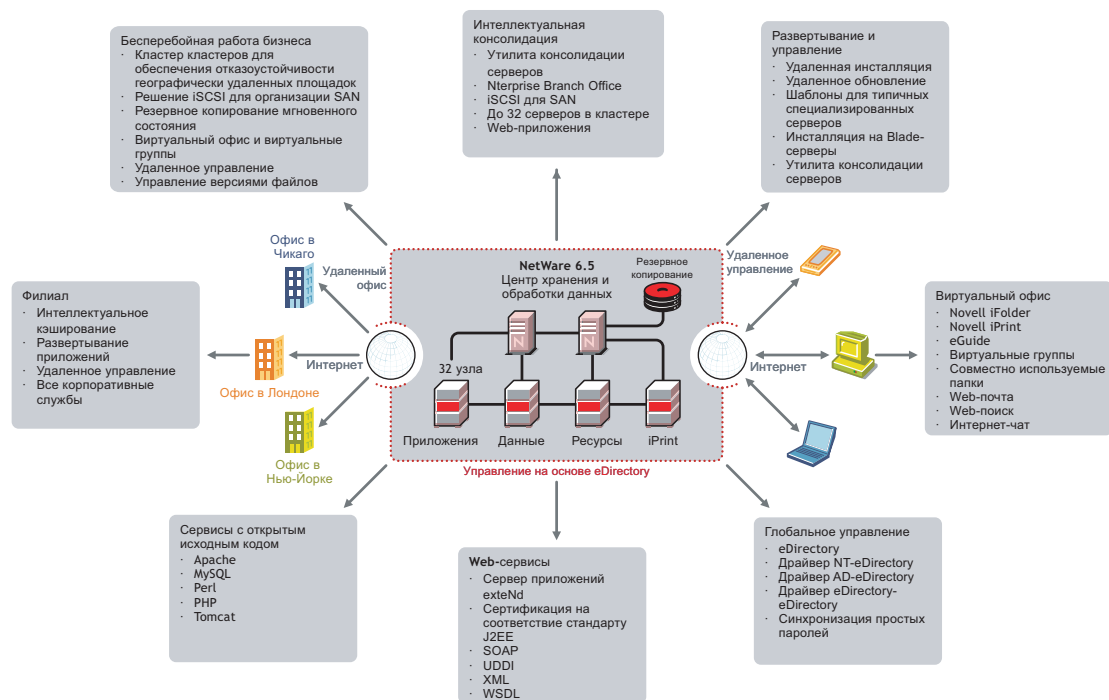 Бесперебойная работа бизнеса
· Кластер кластеров для
обеспечения отказоустойчивости
географически удаленных площадок
· Решение iSCSI для организации SAN
· Резервное копирование мгновенного
состояния
· Виртуальный офис и виртуальные
группы
· Удаленное управление
· Управление версиями файлов
Интеллектуальная
консолидация
· Утилита консолидации
серверов
· Nterprise Branch Office
· iSCSI для SAN
· До 32 серверов в кластере
· Web-приложения
Развертывание и
управление
· Удаленная инсталляция
· Удаленное обновление
· Шаблоны для типичных
специализированных
серверов
· Инсталляция на Blade-
серверы
· Утилита консолидации
серверов
Офис в
Чикаго
Удаленный
офис
NetWare 6.5
Центр хранения и
обработки данных
Резервное
копирование
Удаленное
управление
Филиал
· Интеллектуальное
кэширование
· Развертывание
приложений
· Удаленное управление
· Все корпоративные
службы
Офис в Лондоне
Интернет
32 узла
Приложения
Данные
Ресурсы
iPrint
Интернет
Виртуальный офис
· Novell iFolder
· Novell iPrint
· eGuide
· Виртуальные группы
· Совместно используемые
папки
· Web-почта
· Web-поиск
· Интернет-чат
Офис в
Нью-Йорке
Управление на основе eDirectory
Сервисы с открытым
исходным кодом
· Apache
· MySQL
· Perl
· PHP
· Tomcat
Web-сервисы
· Сервер приложений
exteNd
· Сертификация на
соответствие стандарту
J2EE
· SOAP
· UDDI
· XML
· WSDL
Глобальное управление
· eDirectory
· Драйвер NT-eDirectory
· Драйвер AD-eDirectory
· Драйвер eDirectory-
eDirectory
· Синхронизация простых
паролей